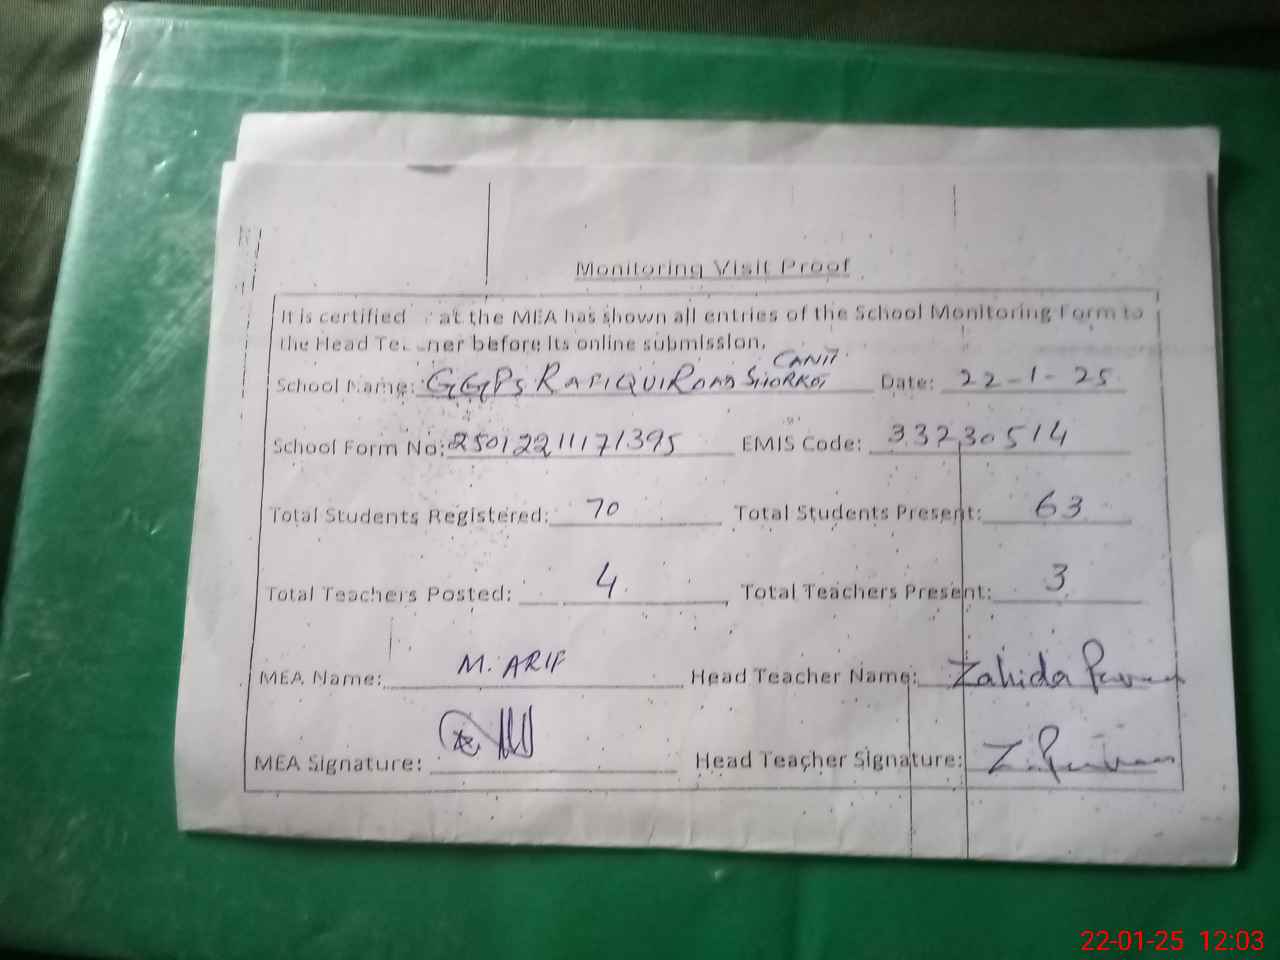 Monitoring Visit Proof
It is certified at the MEA has shown all entries of the School Monitoring Form to
the Head Te ner before its online submission.
CANTT
School Name: GGPS RAFIQUI ROAD SHORKOT Date: 22-1-25
School Form No: 2501221171395 EMIS Code: 33230514
Total Students Registered: 70 Total Students Present: 63
Total Teachers Posted: 4 Total Teachers Present: 3
MEA Name: M. ARIF Head Teacher Name: Zahida
MEA Signature: Head Teacher Signature: Z.
22-01-25 12:03